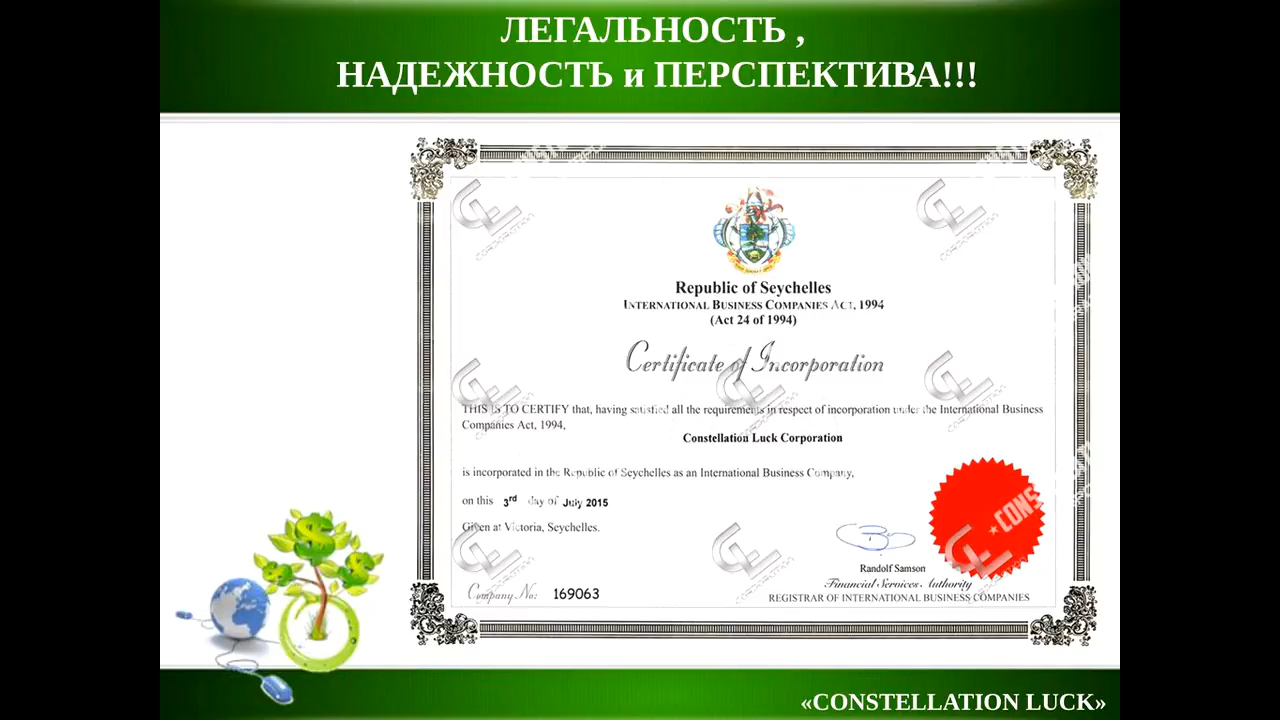 ЛЕГАЛЬНОСТЬ ,
НАДЕЖНОСТЬ и ПЕРСПЕКТИВА!!!
Republic of Seychelles
INTERNATIONAL BUSINESS COMPANIES ACT, 1994
(Act 24 of 1994)
Certificate of Incorporation
THIS IS TO CERTIFY that, having satisfied all the requirements in respect of incorporation under the International Business
Companies Act, 1994,
Constellation Luck Corporation
is incorporated in the Republic of Seychelles as an International Business Company,
on this 3rd day of July 2015
Given at Victoria, Seychelles.
Randolf Samson
Financial Services Authority
Company No: 169063
REGISTRAR OF INTERNATIONAL BUSINESS COMPANIES
«CONSTELLATION LUCK»